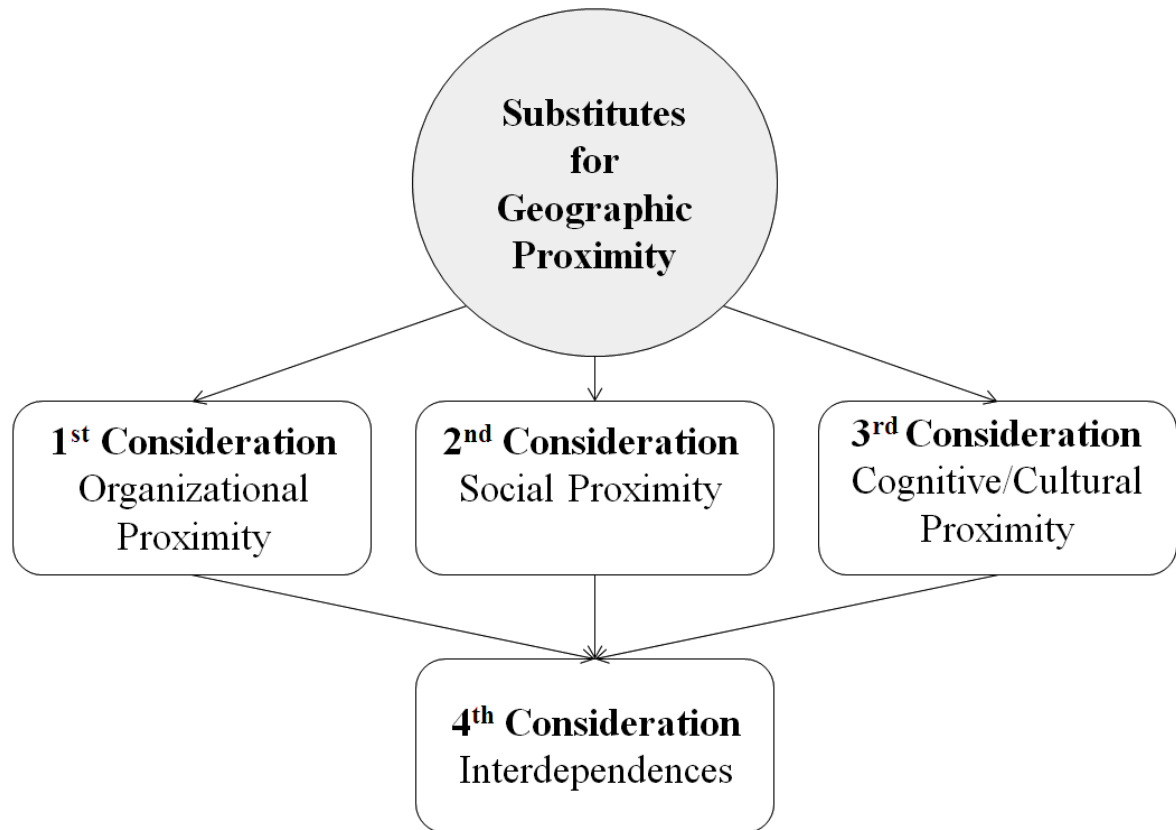 Substitutes
for
Geographic
Proximity
1st Consideration
Organizational
Proximity
2nd Consideration
Social Proximity
3rd Consideration
Cognitive/Cultural
Proximity
4th Consideration
Interdependences